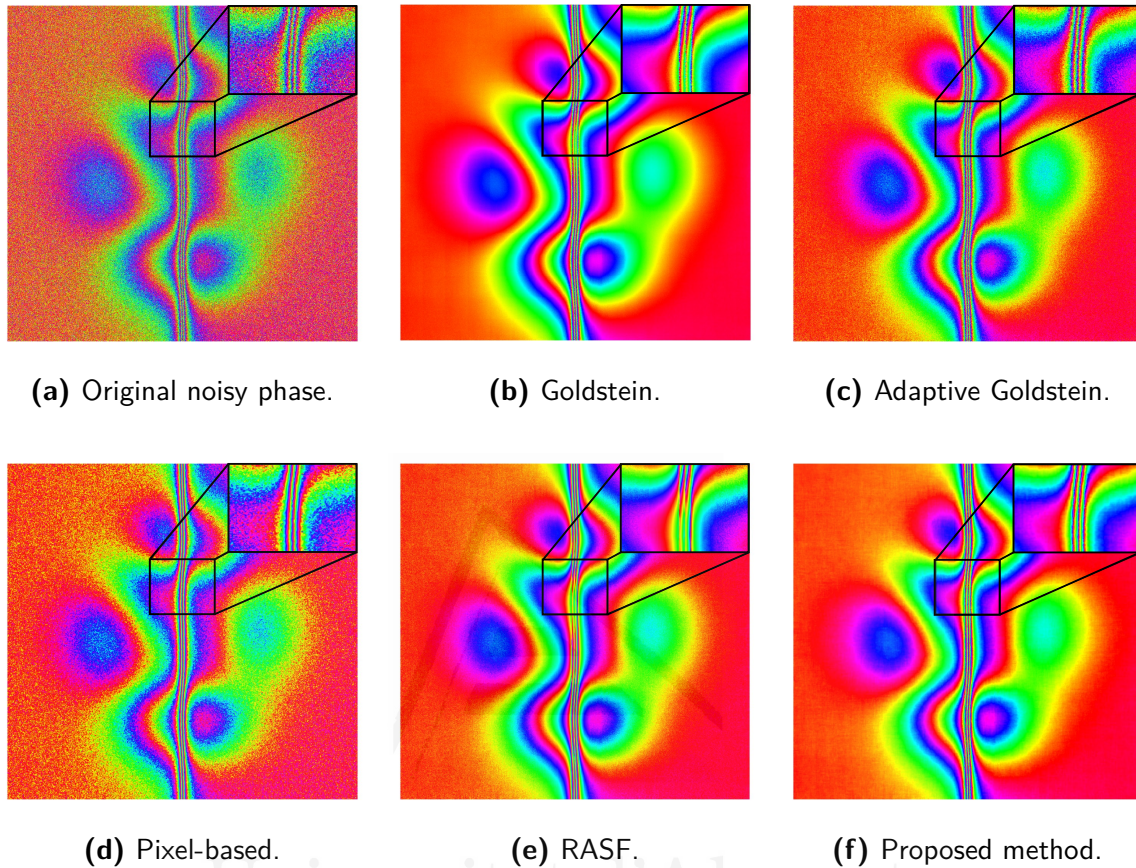 (a) Original noisy phase.
(b) Goldstein.
(c) Adaptive Goldstein.
(d) Pixel-based.
(e) RASF.
(f) Proposed method.